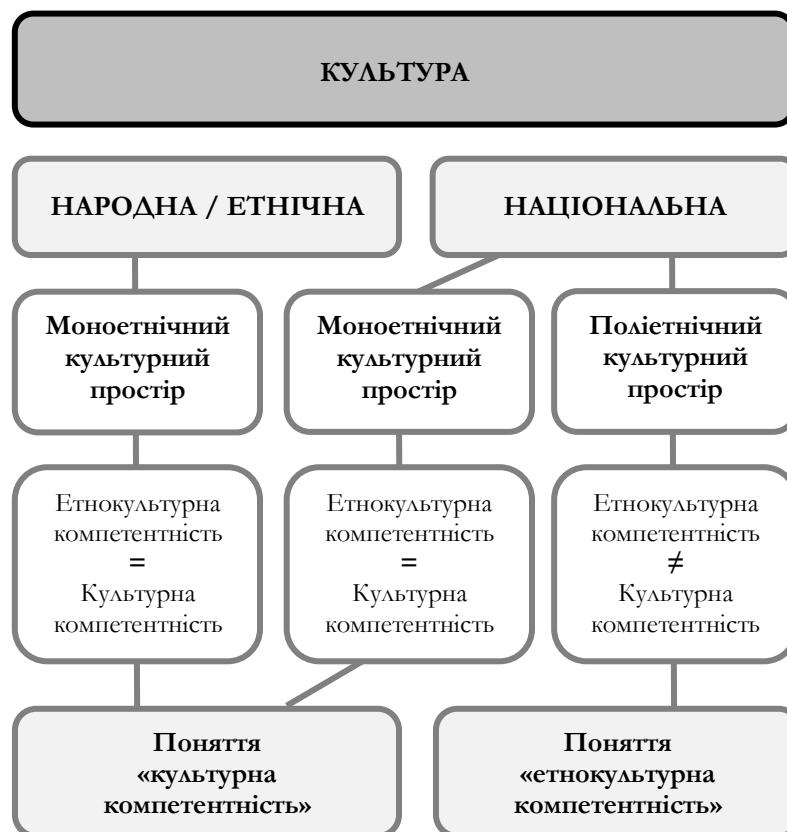 КУЛЬТУРА
НАРОДНА / ЕТНІЧНА
НАЦІОНАЛЬНА
Моноетнічний
культурний
простір
Моноетнічний
культурний
простір
Поліетнічний
культурний
простір
Етнокультурна
компетентність
=
Культурна
компетентність
Етнокультурна
компетентність
=
Культурна
компетентність
Етнокультурна
компетентність
≠
Культурна
компетентність
Поняття
«культурна
компетентність»
Поняття
«етнокультурна
компетентність»